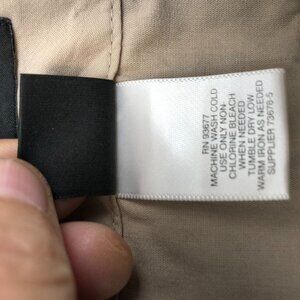 RN 93677
MACHINE WASH COLD
USE ONLY NON-
CHLORINE BLEACH
WHEN NEEDED
TUMBLE DRY LOW
WARM IRON AS NEEDED
SUPPLIER 73676-5